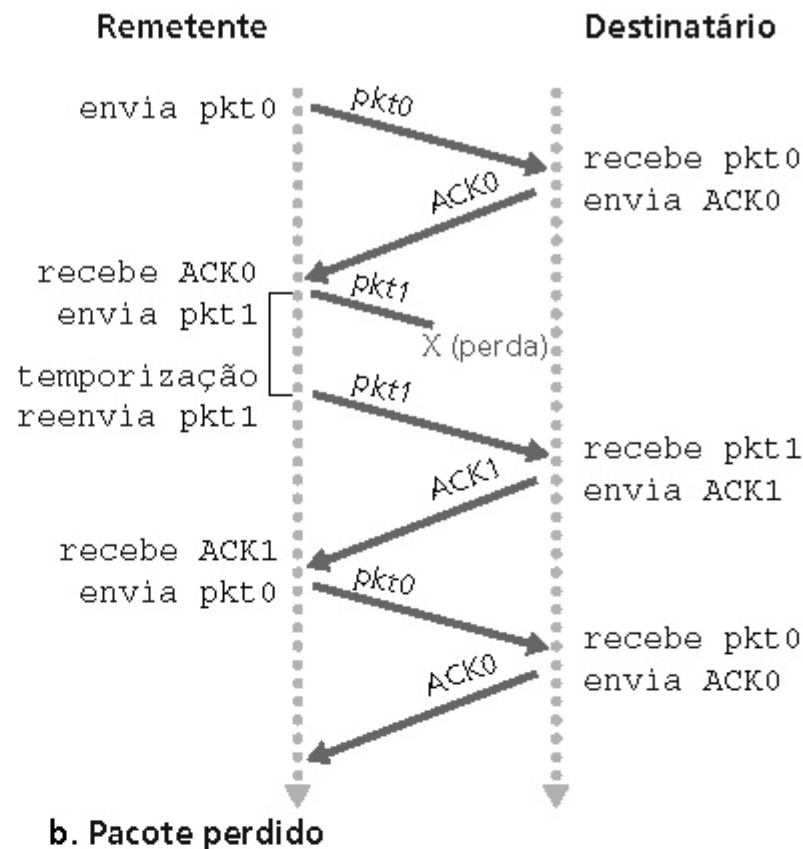 Remetente
Destinatário
envia pkt0
pkt0
recebe pkt0
envia ACK0
ACK0
recebe ACK0
envia pkt1
pkt1
X (perda)
temporização
reenvia pkt1
pkt1
recebe pkt1
envia ACK1
ACK1
recebe ACK1
envia pkt0
pkt0
recebe pkt0
envia ACK0
ACK0
b. Pacote perdido